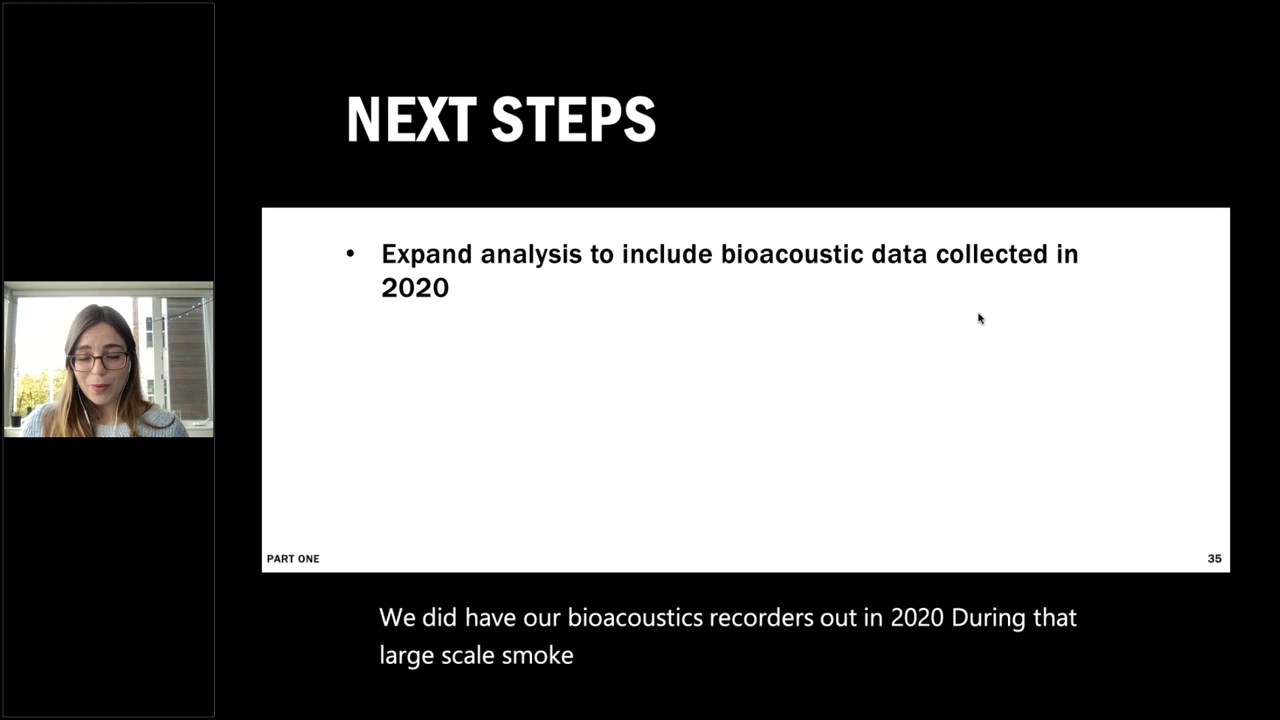 NEXT STEPS
• Expand analysis to include bioacoustic data collected in
2020
PART ONE
35
We did have our bioacoustics recorders out in 2020 During that
large scale smoke